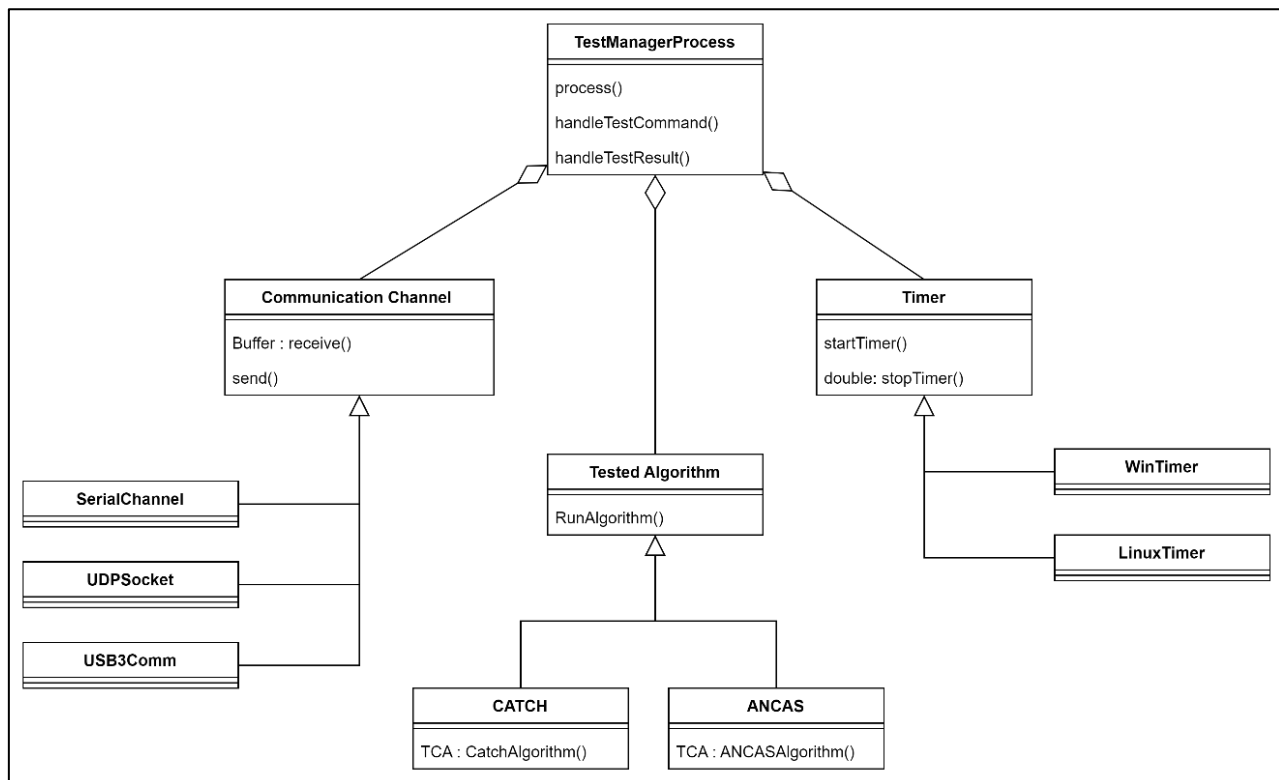 TestManagerProcess
process()
handleTestCommand()
handleTestResult()
Communication Channel
Buffer : receive()
send()
Timer
startTimer()
double: stopTimer()
SerialChannel
UDPSocket
USB3Comm
Tested Algorithm
RunAlgorithm()
WinTimer
LinuxTimer
CATCH
TCA : CatchAlgorithm()
ANCAS
TCA : ANCASAlgorithm()